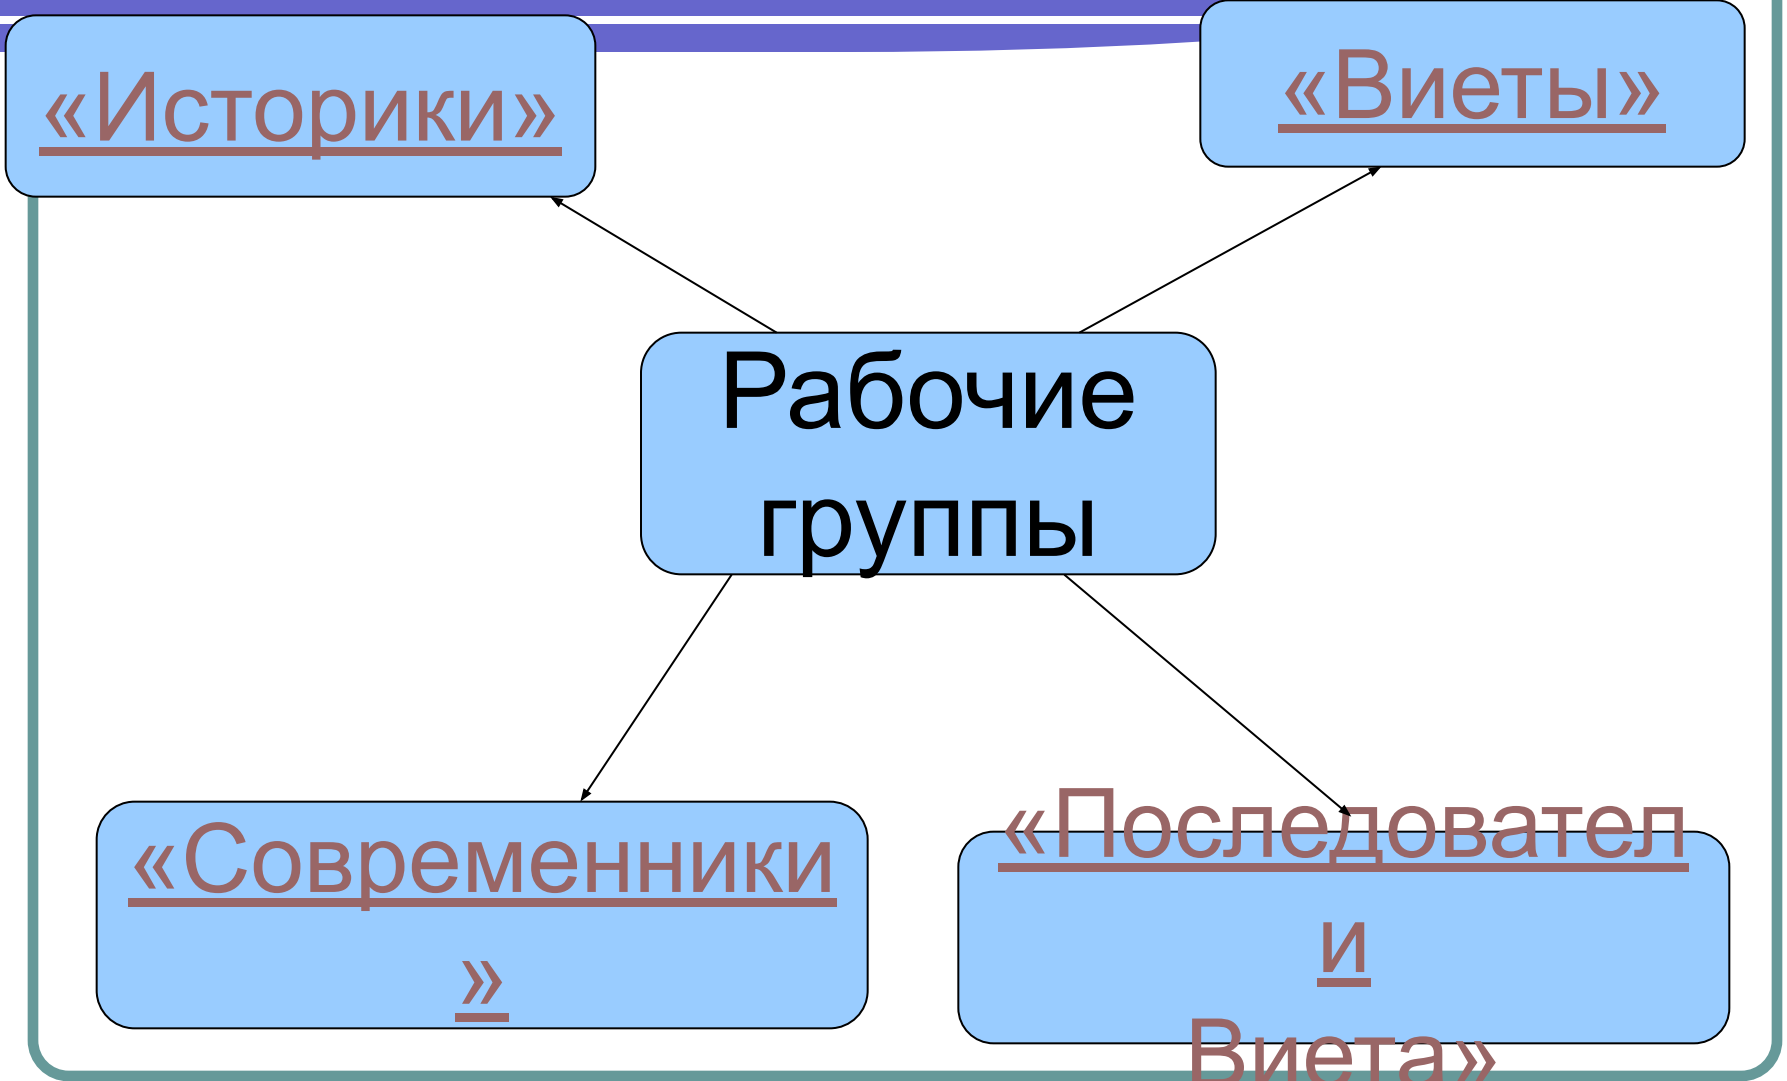 «Историки»
«Виеты»
Рабочие
группы
«Современники
»
«Последовател
и
Виета»